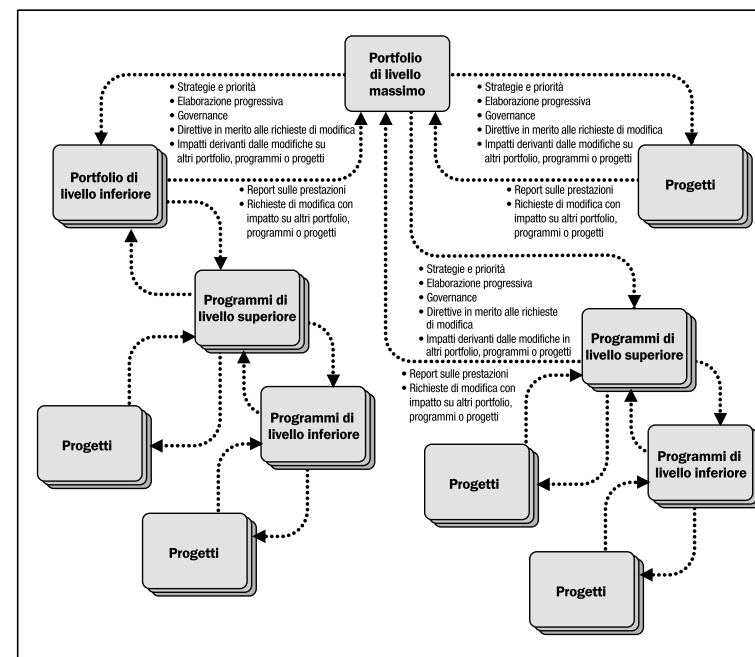 Portfolio
di livello
massimo
• Strategie e priorità
• Elaborazione progressiva
• Governance
• Direttive in merito alle richieste di modifica
• Impatti derivanti dalle modifiche su
altri portfolio, programmi o progetti
• Strategie e priorità
• Elaborazione progressiva
• Governance
• Direttive in merito alle richieste di modifica
• Impatti derivanti dalle modifiche su
altri portfolio, programmi o progetti
Portfolio di
livello inferiore
Progetti
• Report sulle prestazioni
• Richieste di modifica con
impatto su altri portfolio,
programmi o progetti
• Report sulle prestazioni
• Richieste di modifica con
impatto su altri portfolio,
programmi o progetti
Programmi di
livello superiore
• Strategie e priorità
• Elaborazione progressiva
• Governance
• Direttive in merito alle richieste
di modifica
• Impatti derivanti dalle modifiche in
altri portfolio, programmi o progetti
Programmi di
livello superiore
• Report sulle prestazioni
• Richieste di modifica con
impatto su altri portfolio,
programmi o progetti
Progetti
Programmi di
livello inferiore
Progetti
Programmi di
livello inferiore
Progetti
Progetti